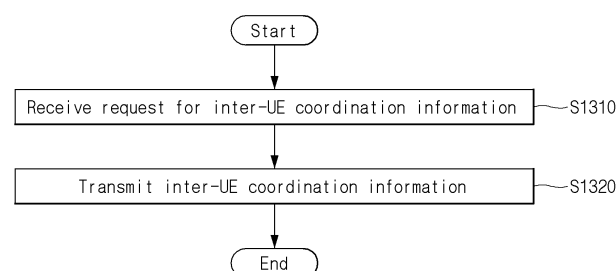 Start
Receive request for inter-UE coordination information
S1310
Transmit inter-UE coordination information
S1320
End